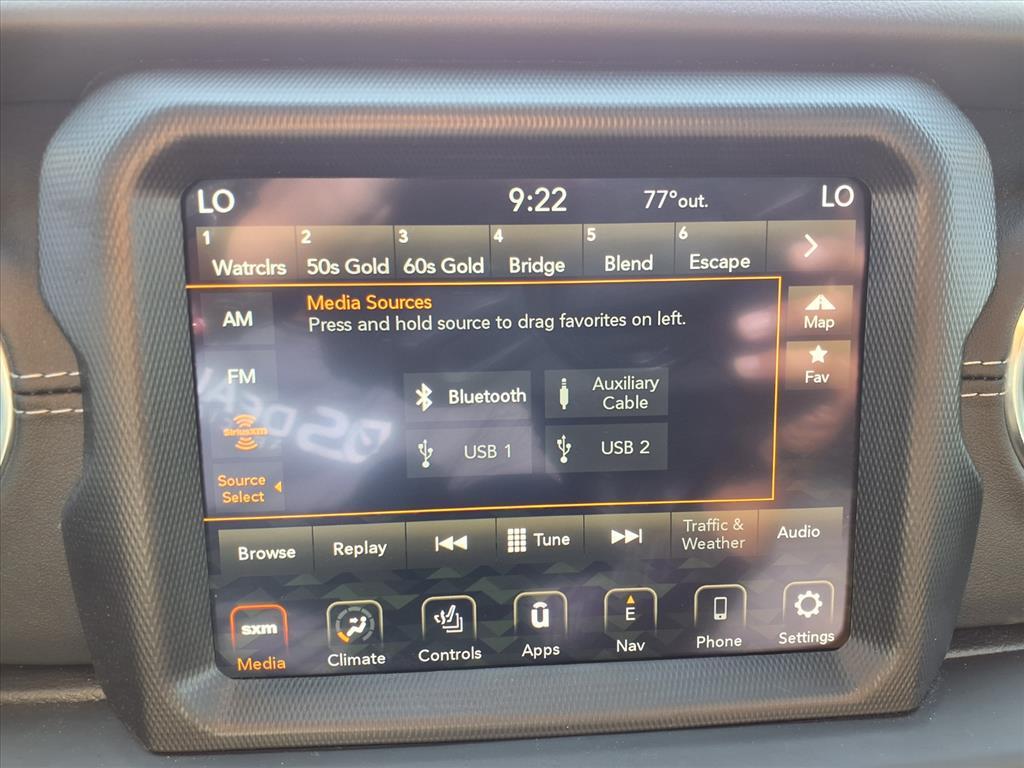 LO 9:22 77°out. LO
1 2 3 4 5 6
Watrclrs 50s Gold 60s Gold Bridge Blend Escape
Media Sources
Press and hold source to drag favorites on left.
AM
FM
SiriusXM
Source
Select
Bluetooth
Auxiliary
Cable
USB 1
USB 2
Map
Fav
Browse
Replay
Tune
Traffic &
Weather
Audio
sxm
Media
Climate
Controls
Apps
E
Nav
Phone
Settings